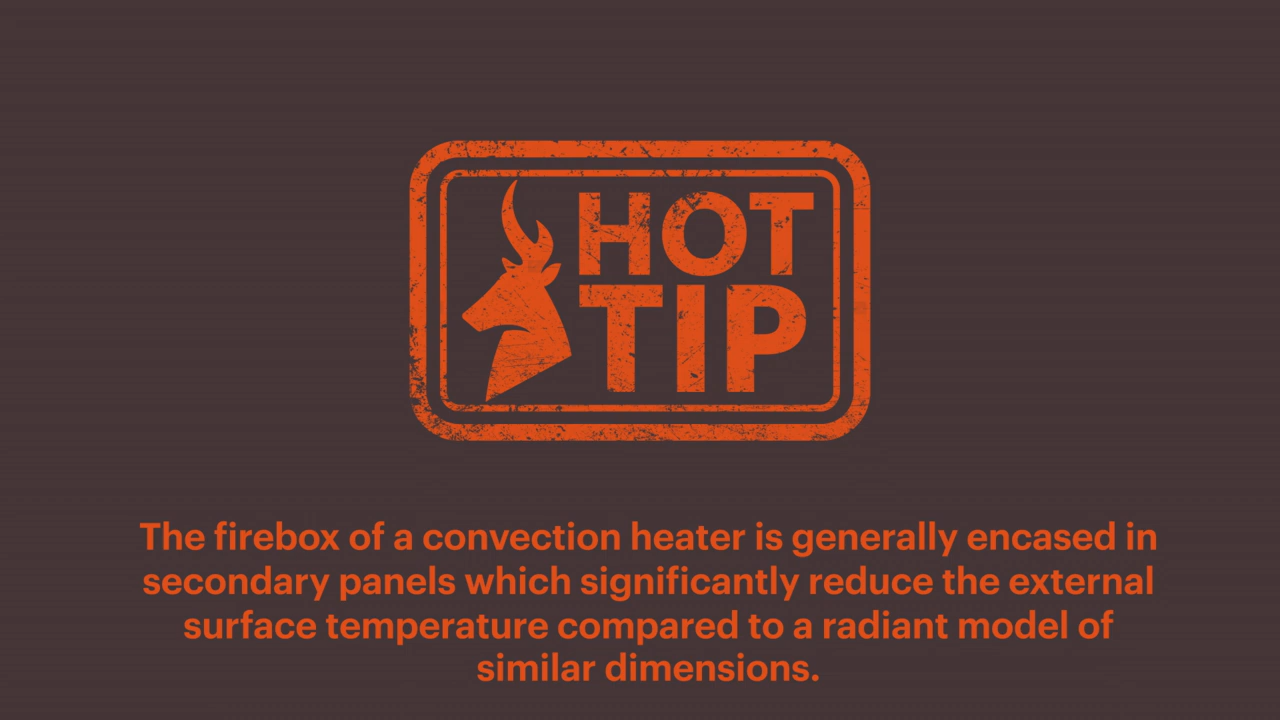 HOT
TIP
The firebox of a convection heater is generally encased in
secondary panels which significantly reduce the external
surface temperature compared to a radiant model of
similar dimensions.